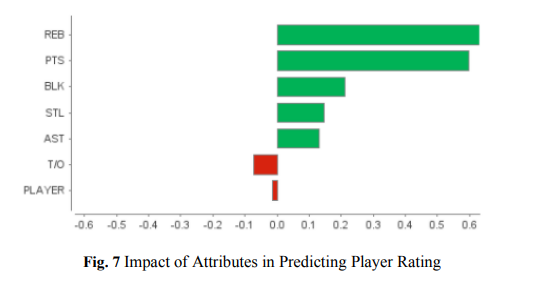 REB
PTS
BLK
STL
AST
T/O
PLAYER
-0.6 -0.5 -0.4 -0.3 -0.2 -0.1 0.0 0.1 0.2 0.3 0.4 0.5 0.6
Fig. 7 Impact of Attributes in Predicting Player Rating